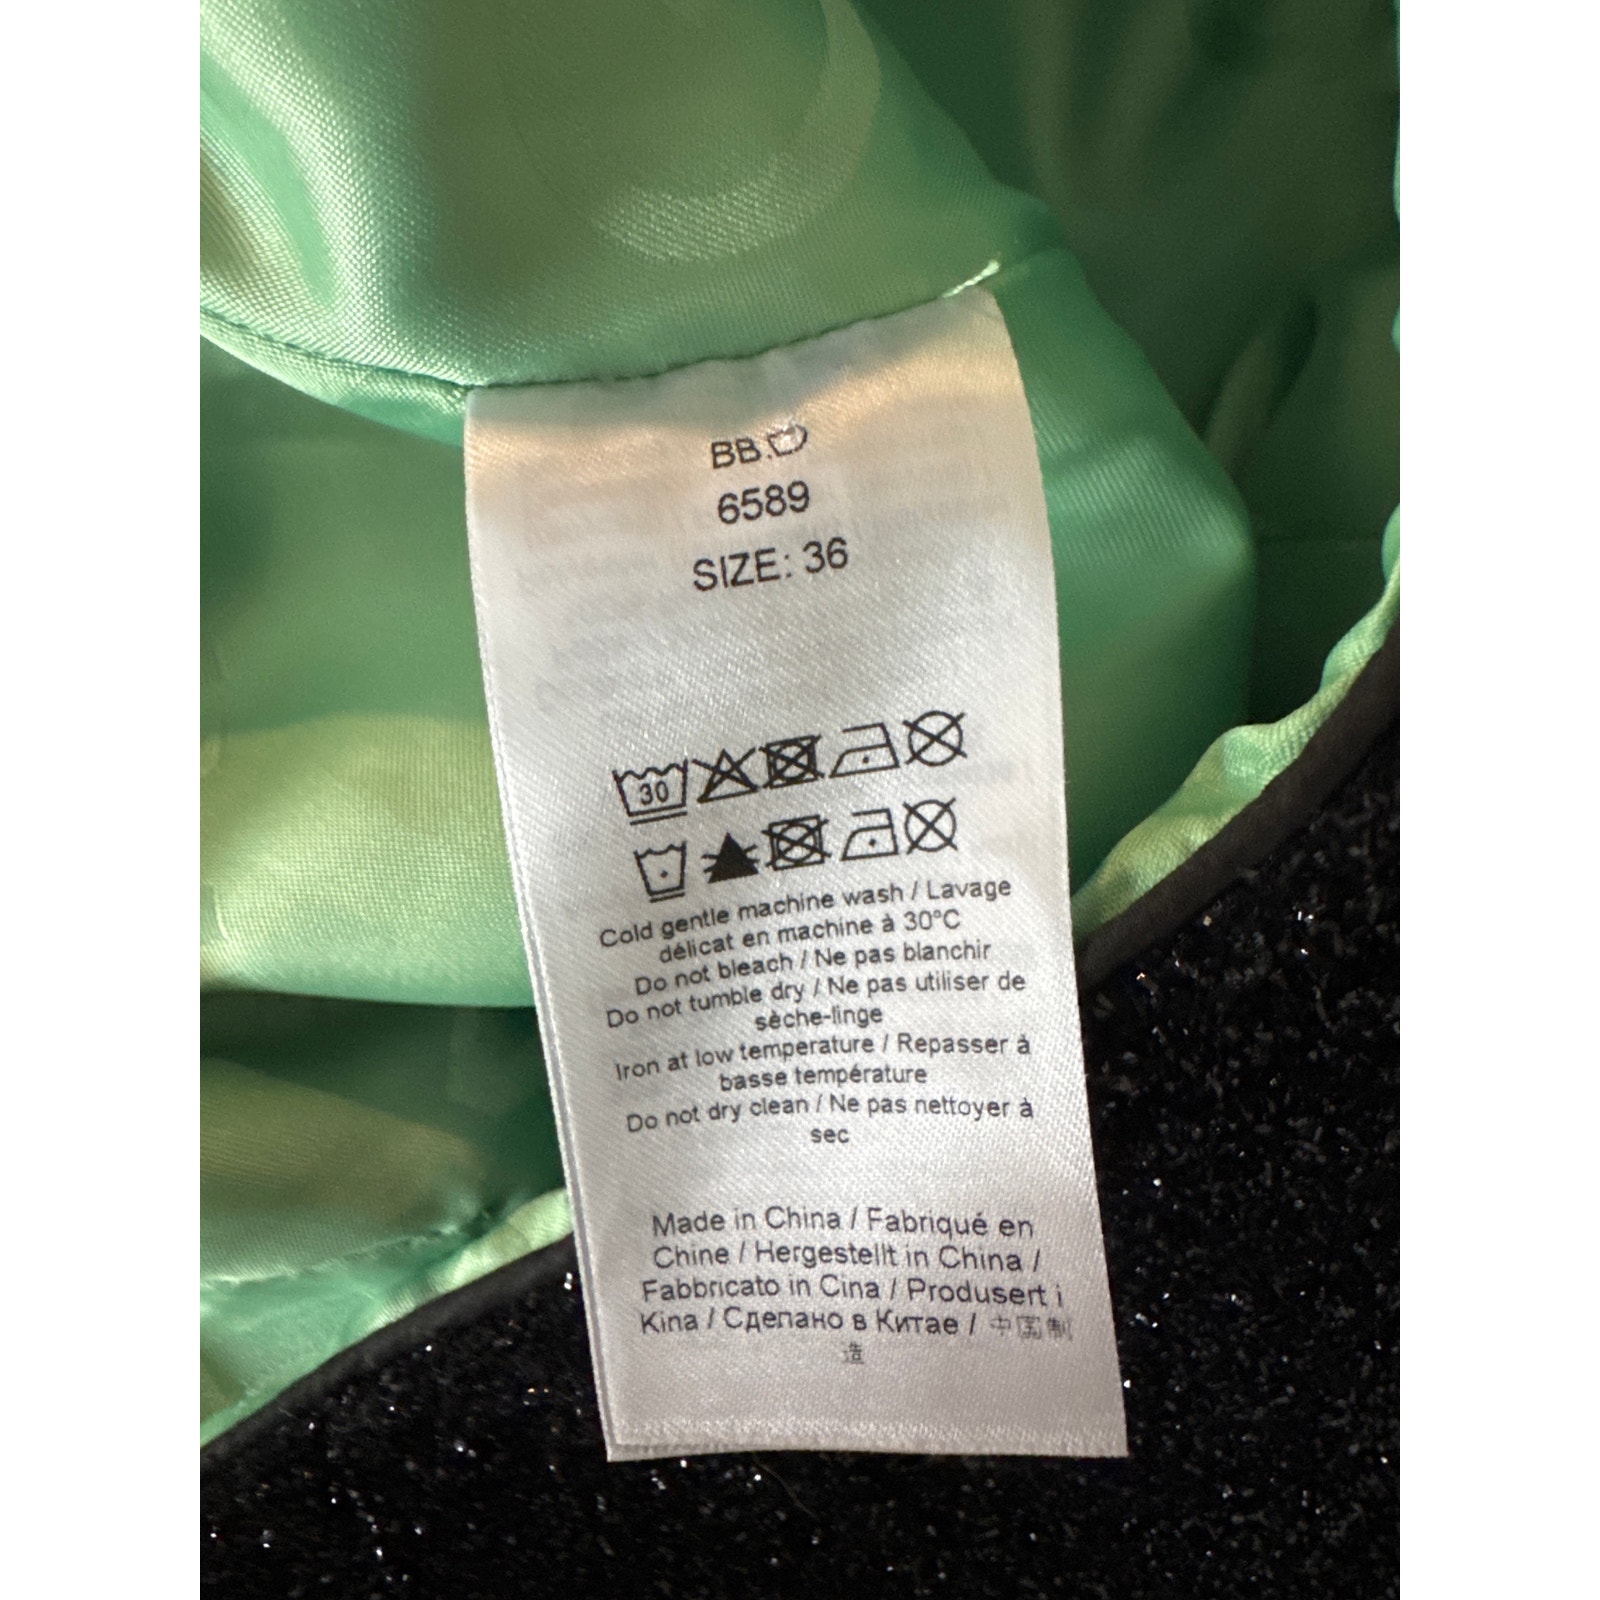 BB.
6589
SIZE: 36
30
Cold gentle machine wash / Lavage
délicat en machine à 30°C
Do not bleach / Ne pas blanchir
Do not tumble dry / Ne pas utiliser de
sèche-linge
Iron at low temperature / Repasser à
basse température
Do not dry clean / Ne pas nettoyer à
sec
Made in China / Fabriqué en
Chine / Hergestellt in China /
Fabbricato in Cina / Produsert i
Kina / Сделано в Китае / 中国制
造